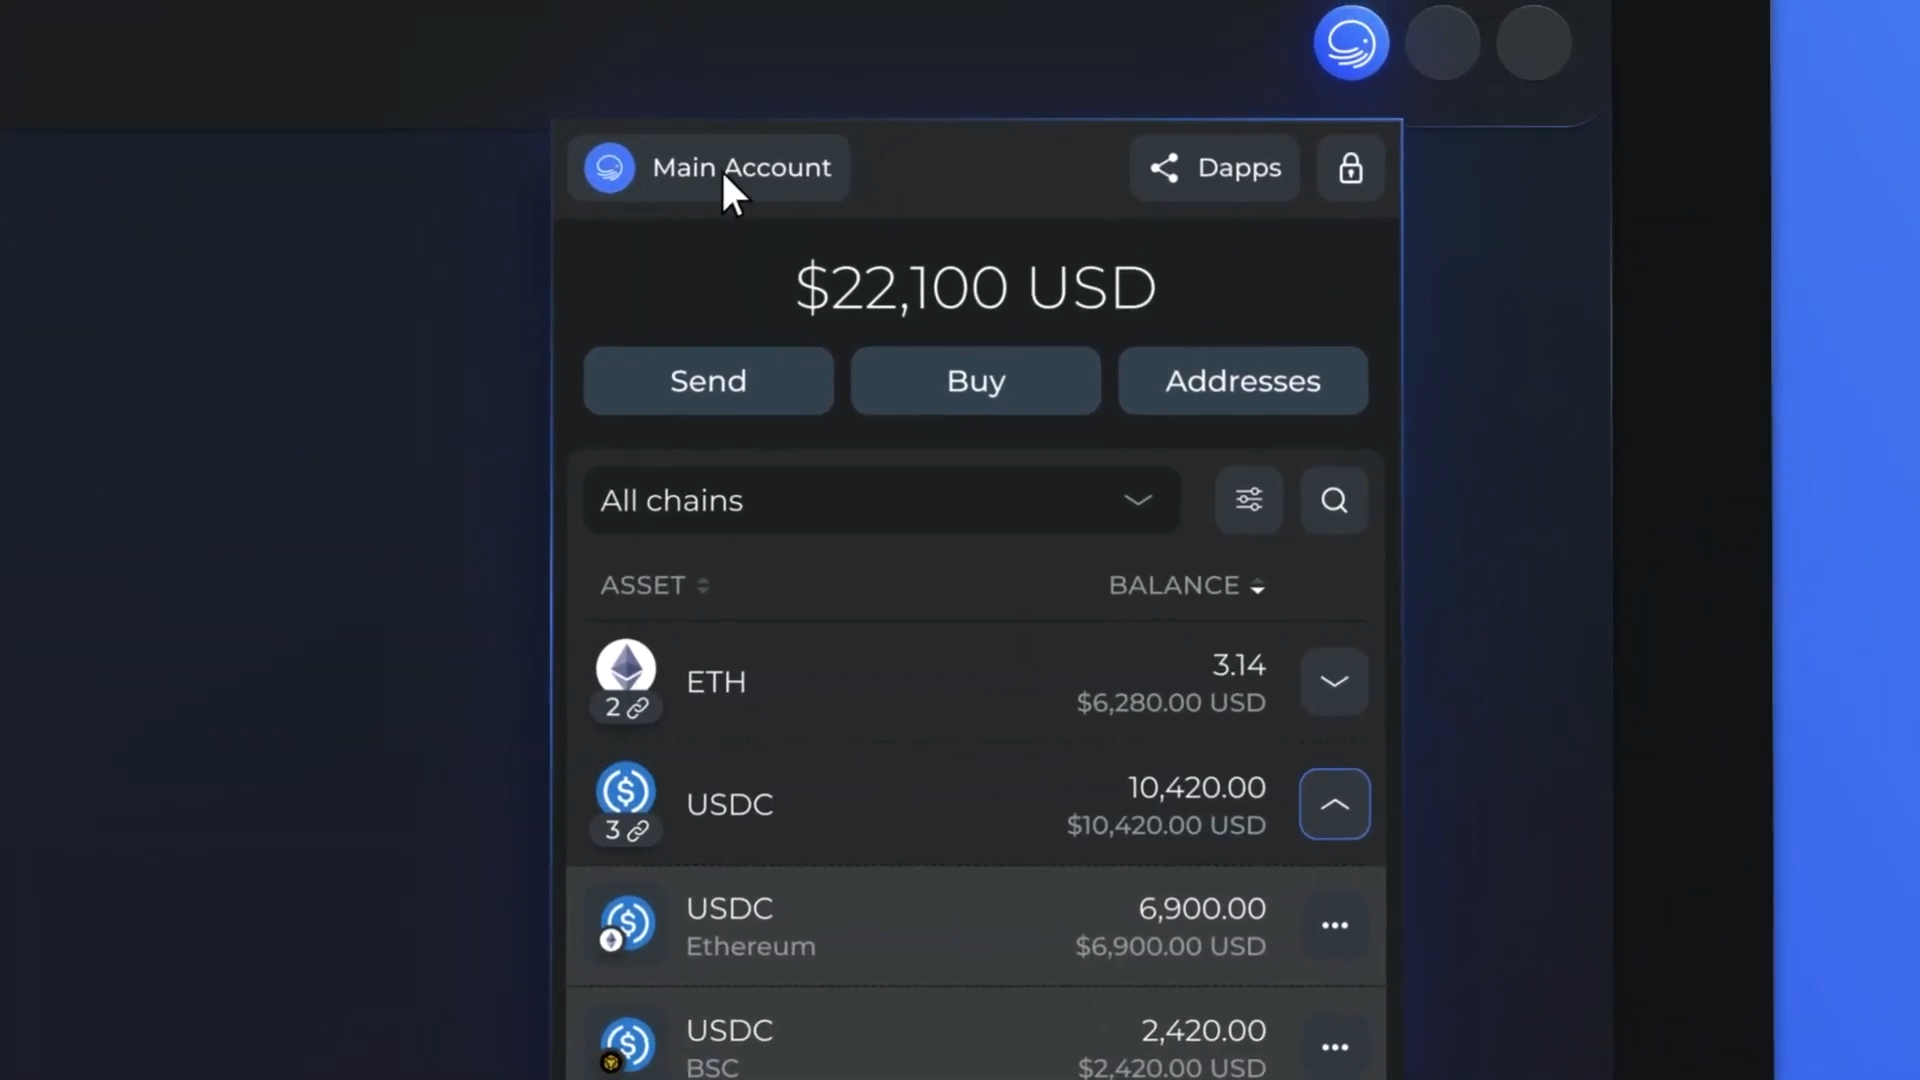 Main Account
Dapps
$22,100 USD
Send
Buy
Addresses
All chains
ASSET
BALANCE
ETH
3.14
$6,280.00 USD
2
USDC
10,420.00
$10,420.00 USD
3
USDC
6,900.00
Ethereum
$6,900.00 USD
USDC
2,420.00
BSC
$2,420.00 USD